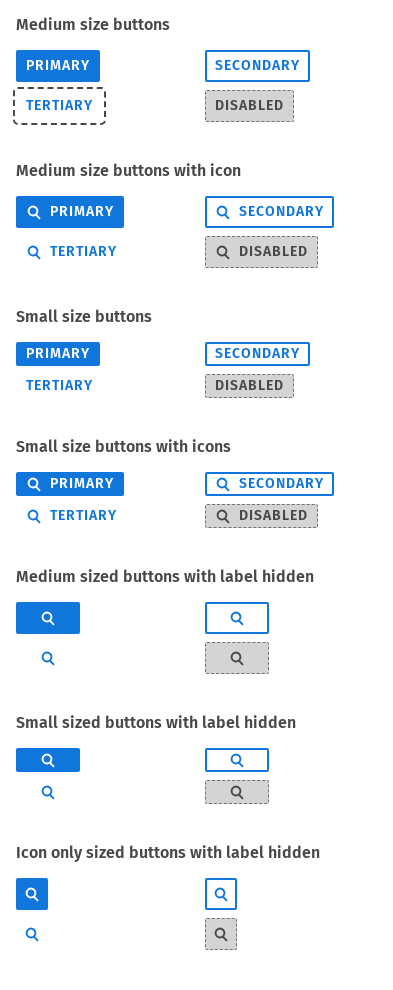 Medium size buttons
PRIMARY SECONDARY
TERTIARY DISABLED
Medium size buttons with icon
PRIMARY SECONDARY
TERTIARY DISABLED
Small size buttons
PRIMARY SECONDARY
TERTIARY DISABLED
Small size buttons with icons
PRIMARY SECONDARY
TERTIARY DISABLED
Medium sized buttons with label hidden
Small sized buttons with label hidden
Icon only sized buttons with label hidden